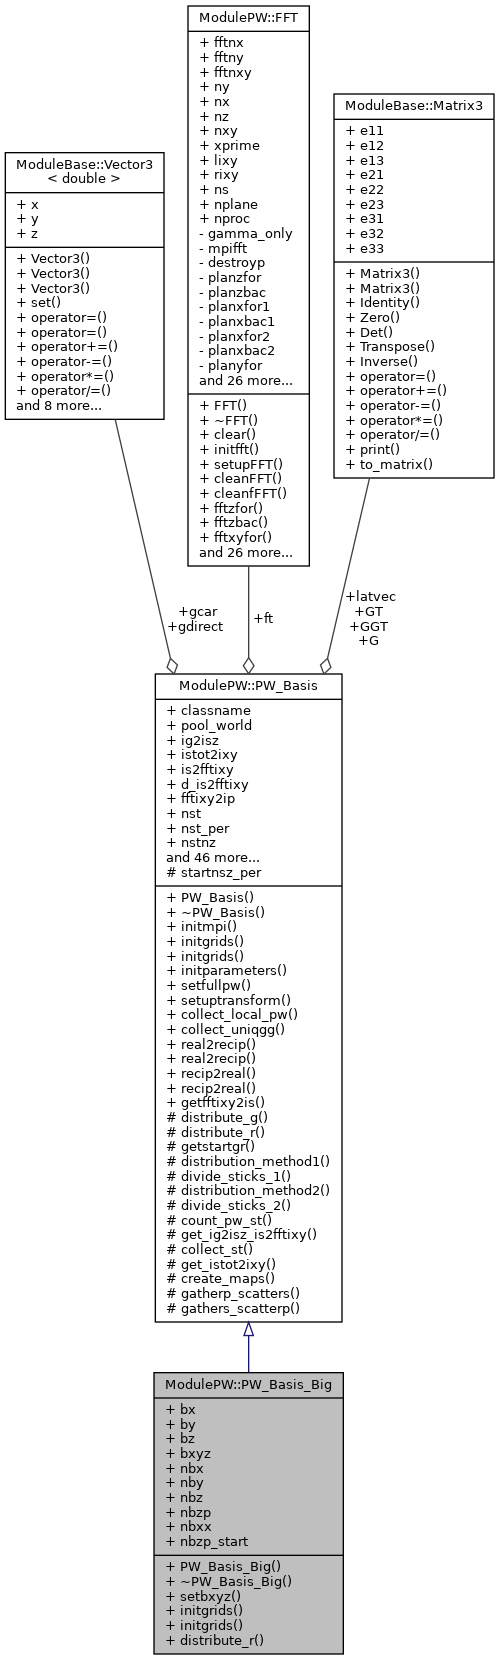 ModulePW::FFT
+ fftnx
+ fftny
+ fftnxy
+ ny
+ nx
+ nz
+ nxy
+ xprime
+ lixy
+ rixy
+ ns
+ nplane
+ nproc
- gamma_only
- mpifft
- destroyp
- planzfor
- planzbac
- planxfor1
- planxbac1
- planxfor2
- planxbac2
- planyfor
and 26 more...
+ FFT()
+ ~FFT()
+ clear()
+ initfft()
+ setupFFT()
+ cleanFFT()
+ cleanfFFT()
+ fftzfor()
+ fftzbac()
+ fftxyfor()
and 26 more...
ModuleBase::Matrix3
+ e11
+ e12
+ e13
+ e21
+ e22
+ e23
+ e31
+ e32
+ e33
+ Matrix3()
+ Matrix3()
+ Identity()
+ Zero()
+ Det()
+ Transpose()
+ Inverse()
+ operator=()
+ operator+=()
+ operator-=()
+ operator*=()
+ operator/=()
+ print()
+ to_matrix()
ModuleBase::Vector3
< double >
+ x
+ y
+ z
+ Vector3()
+ Vector3()
+ Vector3()
+ set()
+ operator=()
+ operator=()
+ operator+=()
+ operator-=()
+ operator*=()
+ operator/=()
and 8 more...
+gcar
+gdirect
+ft
+latvec
+GT
+GGT
+G
ModulePW::PW_Basis
+ classname
+ pool_world
+ ig2isz
+ istot2ixy
+ is2fftixy
+ d_is2fftixy
+ fftixy2ip
+ nst
+ nst_per
+ nstnz
and 46 more...
# startnsz_per
+ PW_Basis()
+ ~PW_Basis()
+ initmpi()
+ initgrids()
+ initgrids()
+ initparameters()
+ setfullpw()
+ setuptransform()
+ collect_local_pw()
+ collect_uniqgg()
+ real2recip()
+ real2recip()
+ recip2real()
+ recip2real()
+ getfftixy2is()
# distribute_g()
# distribute_r()
# getstartgr()
# distribution_method1()
# divide_sticks_1()
# distribution_method2()
# divide_sticks_2()
# count_pw_st()
# get_ig2isz_is2fftixy()
# collect_st()
# get_istot2ixy()
# create_maps()
# gatherp_scatters()
# gathers_scatterp()
ModulePW::PW_Basis_Big
+ bx
+ by
+ bz
+ bxyz
+ nbx
+ nby
+ nbz
+ nbzp
+ nbxx
+ nbzp_start
+ PW_Basis_Big()
+ ~PW_Basis_Big()
+ setbxyz()
+ initgrids()
+ initgrids()
+ distribute_r()